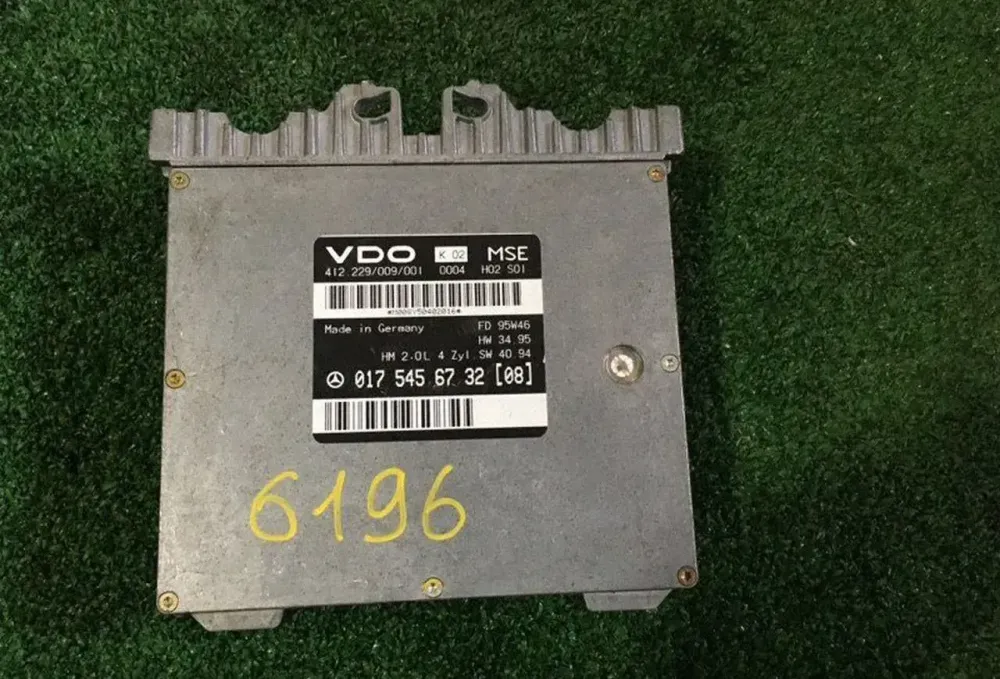 VDO K 02 MSE
412.229/009/001 0004 H02 S01
Made in Germany FD 95W46
HW 34.95
HM 2.0L 4 Zyl. SW 40.94
017 545 67 32 [08]
6196